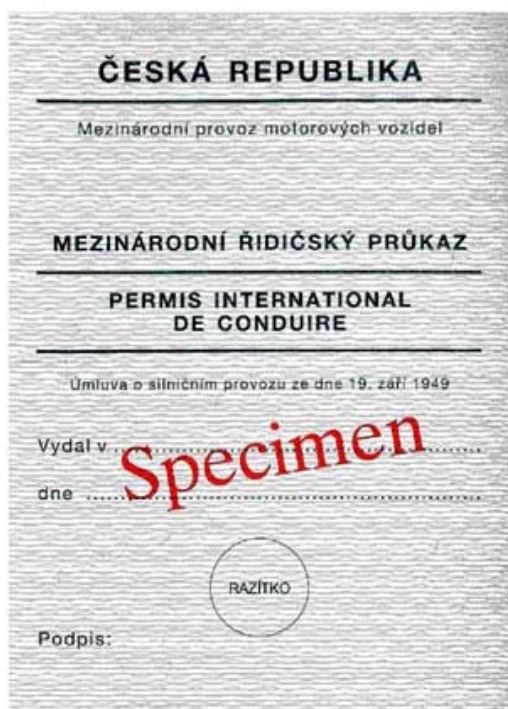 ČESKÁ REPUBLIKA
Mezinárodní provoz motorových vozidel
MEZINÁRODNÍ ŘIDIČSKÝ PRŮKAZ
PERMIS INTERNATIONAL
DE CONDUIRE
Úmluva o silničním provozu ze dne 19. září 1949
Vydal v ....................................................
Specimen
dne .......................................................
RAZÍTKO
Podpis: